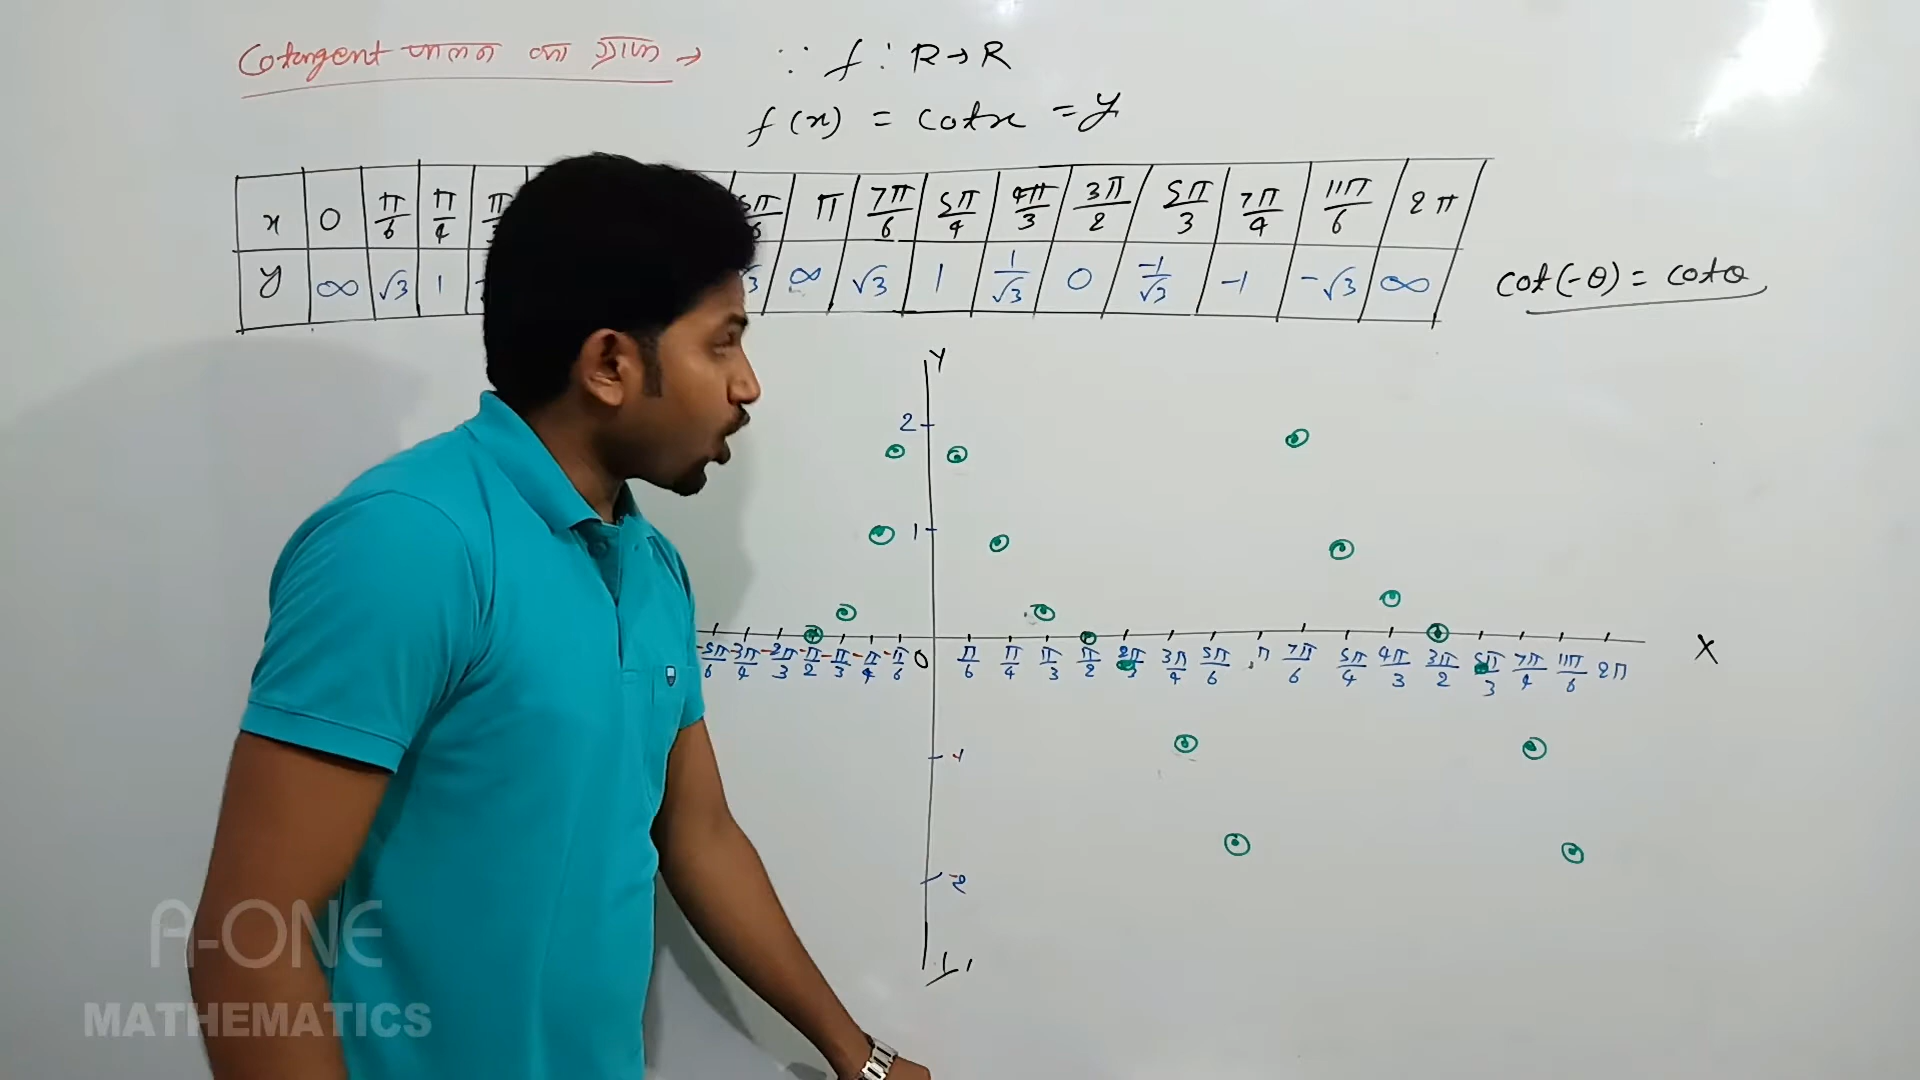 Cotangent फलन का ग्राफ →
∵ f : R→R
f(x) = cotx = y
x 0 π/6 π/4 π π 7π/6 5π/4 4π/3 3π/2 5π/3 7π/4 11π/6 2π
y ∞ √3 1 ∞ √3 1 1/√3 0 -1/√3 -1 -√3 ∞
cot(-θ) = cotθ
Y
2
1
-5π/6 -3π/4 -2π/3 -π/2 -π/3 -π/4 -π/6 0 π/6 π/4 π/3 π/2 2π/3 3π/4 5π/6 π 7π/6 5π/4 4π/3 3π/2 5π/3 7π/4 11π/6 2π X
-1
-2
A-ONE
MATHEMATICS